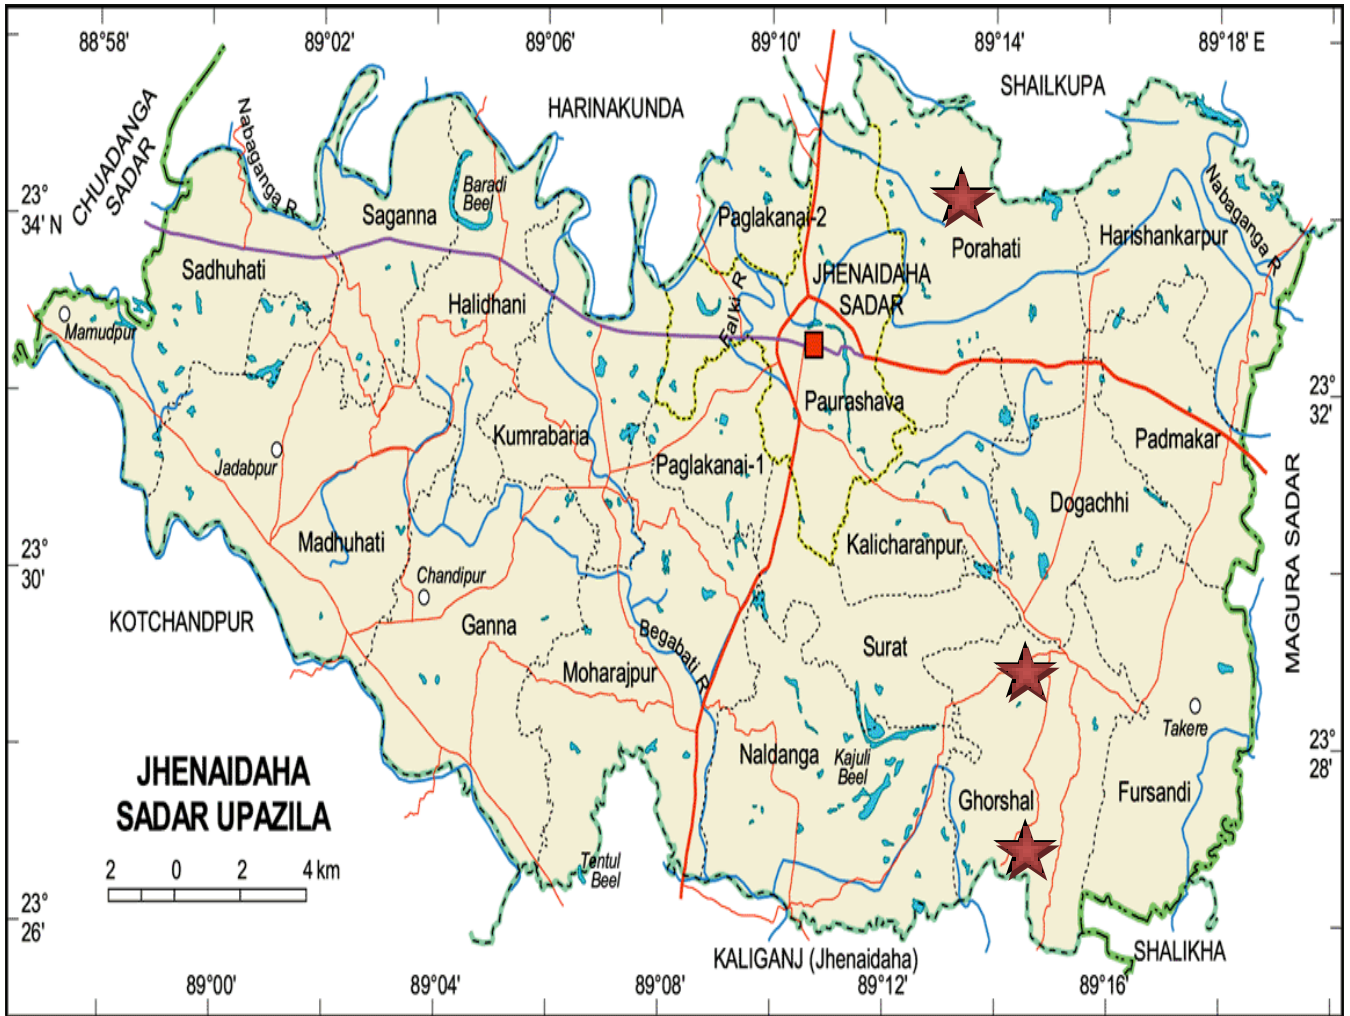 88°58' 89°02' 89°06' 89°10' 89°14' 89°18' E
SHAILKUPA
HARINAKUNDA
CHUADANGA
SADAR
Nabaganga R
Baradi
Beel
23°
34' N
Saganna
Paglakanai-2
Nabaganga R
Porahati
Harishankarpur
Sadhuhati
JHENAIDAHA
SADAR
Halidhani
Falki R
Mamudpur
23°
32'
Paurashava
Kumrabaria
Padmakar
Jadabpur
Paglakanai-1
Dogachhi
MAGURA SADAR
Madhuhati
Kalicharanpur
23°
30'
Chandipur
KOTCHANDPUR
Ganna
Begabati R
Surat
Moharajpur
Takere
23°
28'
Naldanga
Kajuli
Beel
JHENAIDAHA
SADAR UPAZILA
Ghorshal
Fursandi
2 0 2 4 km
Tentul
Beel
23°
26'
KALIGANJ (Jhenaidaha)
SHALIKHA
89°00' 89°04' 89°08' 89°12' 89°16'